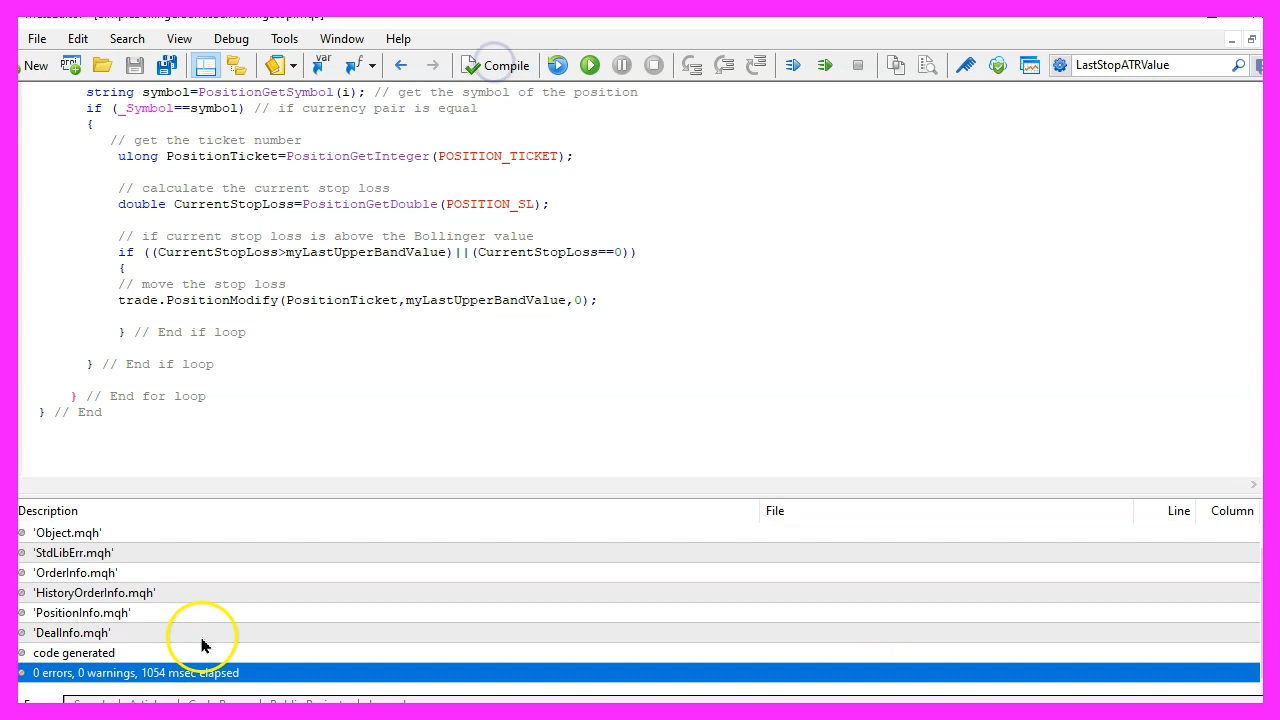 File Edit Search View Debug Tools Window Help
New Compile LastStopATRValue
string symbol=PositionGetSymbol(i); // get the symbol of the position
if (_Symbol==symbol) // if currency pair is equal
{
// get the ticket number
ulong PositionTicket=PositionGetInteger(POSITION_TICKET);
// calculate the current stop loss
double CurrentStopLoss=PositionGetDouble(POSITION_SL);
// if current stop loss is above the Bollinger value
if ((CurrentStopLoss>myLastUpperBandValue)||(CurrentStopLoss==0))
{
// move the stop loss
trade.PositionModify(PositionTicket,myLastUpperBandValue,0);
} // End if loop
} // End if loop
} // End for loop
} // End
Description File Line Column
'Object.mqh'
'StdLibErr.mqh'
'OrderInfo.mqh'
'HistoryOrderInfo.mqh'
'PositionInfo.mqh'
'DealInfo.mqh'
code generated
0 errors, 0 warnings, 1054 msec elapsed